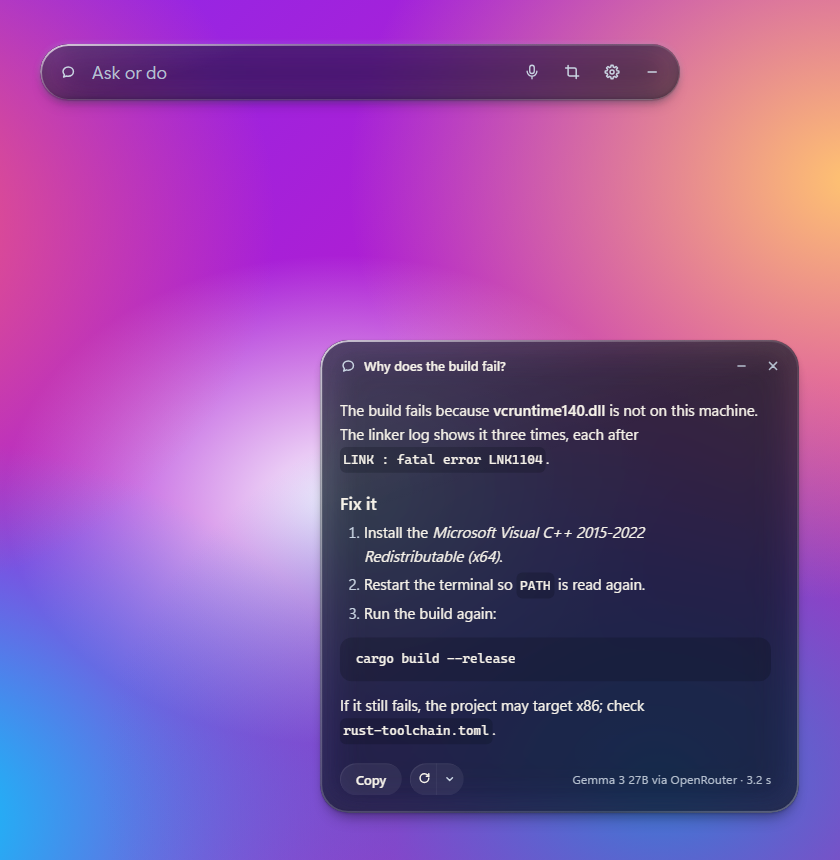 Ask or do
Why does the build fail?
The build fails because vcruntime140.dll is not on this machine.
The linker log shows it three times, each after
LINK : fatal error LNK1104.
Fix it
1. Install the Microsoft Visual C++ 2015-2022
Redistributable (x64).
2. Restart the terminal so PATH is read again.
3. Run the build again:
cargo build --release
If it still fails, the project may target x86; check
rust-toolchain.toml.
Copy
Gemma 3 27B via OpenRouter · 3.2 s